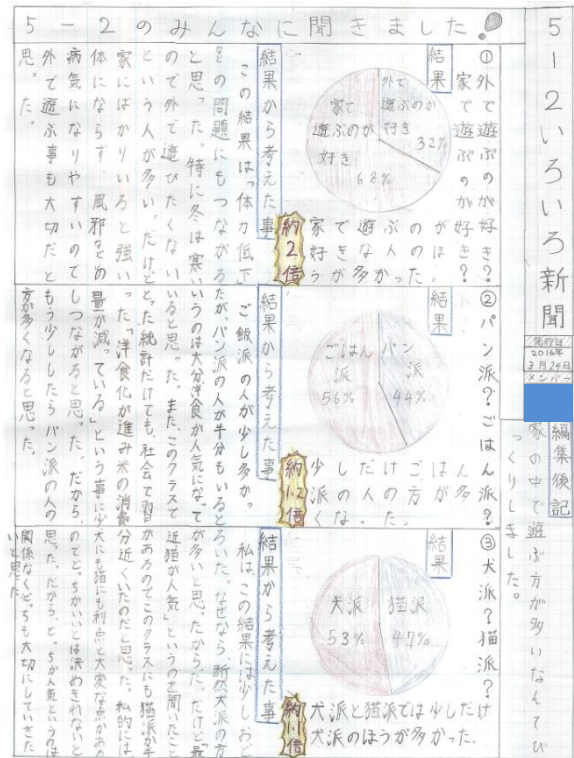 5-2いろいろ新聞
発行日
2016年
3月24日
メンバー
編集後記
家の中で遊ぶ方が多いなんてび
っくりしました。
5-2のみんなに聞きました!
①外で遊ぶのが好き?
家で遊ぶのが好き?
結果
外で
遊ぶのが
好き
32%
家で
遊ぶのが
好き
68%
家で遊ぶの
が好きな人のほ
うが多かった。
約2倍
結果から考えた事
この結果は「体力低下」
などの問題にもつながる
と思った。特に冬は寒い
ので外で遊びたくない
という人が多い。だけど
家にばかりいると強い
体にならず、風邪などの
病気になりやすいので
外で遊ぶ事も大切だと
思った。
②パン派?ごはん派?
結果
パン
派
44%
ごはん
派
56%
少しだけごはん
派の人の方が多
くなった。
約1.2倍
結果から考えた事
ご飯派の人が少し多かっ
たが、パン派の人が半分もいると
いうのは大分洋食が人気になって
いると思った。また、このクラスで
とった統計だけでも、社会で習
った「洋食化が進み米の消費
量が減っている」という事に少
しつながると思った。だから、
もう少ししたらパン派の人の
方が多くなると思った。
③犬派?猫派?
結果
猫派
47%
犬派
53%
犬派と猫派では少しだけ
犬派のほうが多かった。
約1.1倍
結果から考えた事
私は、この結果には少しおど
ろいた。なぜなら断然犬派の方
が多いと思ったからだ。だけど「最
近猫が人気」というのを聞いたこと
があるのでこのクラスにも猫派が半
分近くいたのだと思った。私的には
犬にも猫にも利点と大変な点がある
のでどっちがいいとは決めきれないと
思った。だから、どっちが人気というのは
関係なくどっちも大切にしていきた
いと思った。